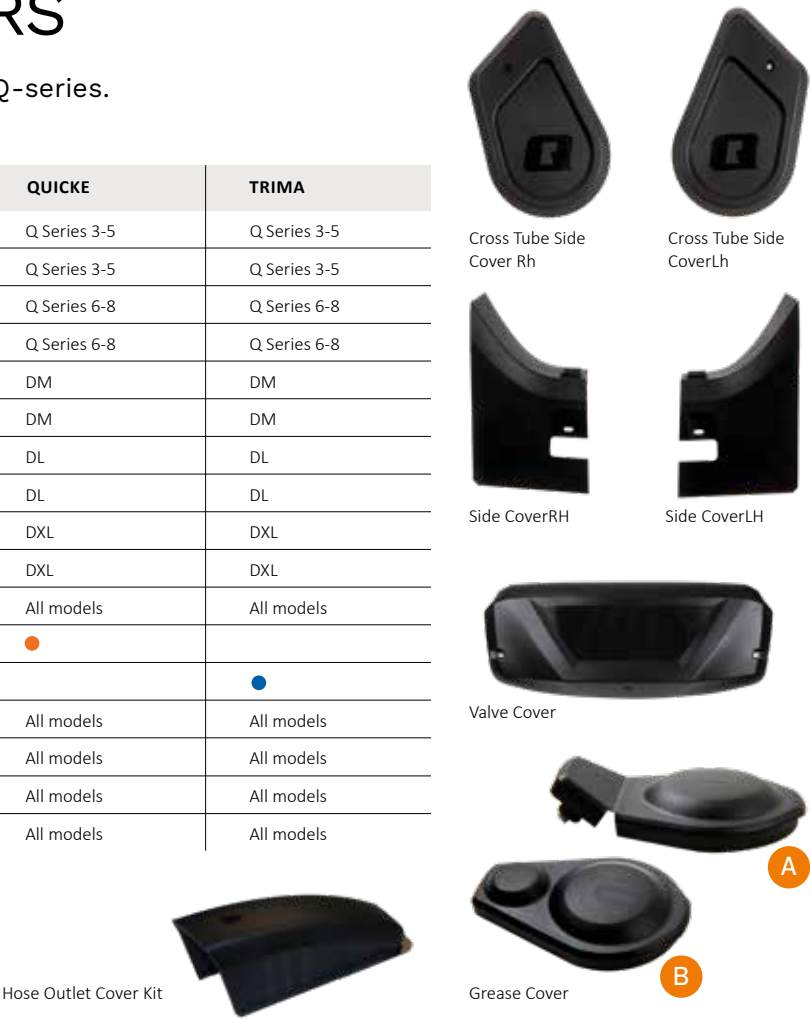 RS
Q-series.
QUICKE TRIMA
Q Series 3-5 Q Series 3-5
Q Series 3-5 Q Series 3-5
Q Series 6-8 Q Series 6-8
Q Series 6-8 Q Series 6-8
DM DM
DM DM
DL DL
DL DL
DXL DXL
DXL DXL
All models All models
All models All models
All models All models
All models All models
All models All models
Cross Tube Side
Cover Rh
Cross Tube Side
CoverLh
Side CoverRH
Side CoverLH
Valve Cover
A
B
Grease Cover
Hose Outlet Cover Kit